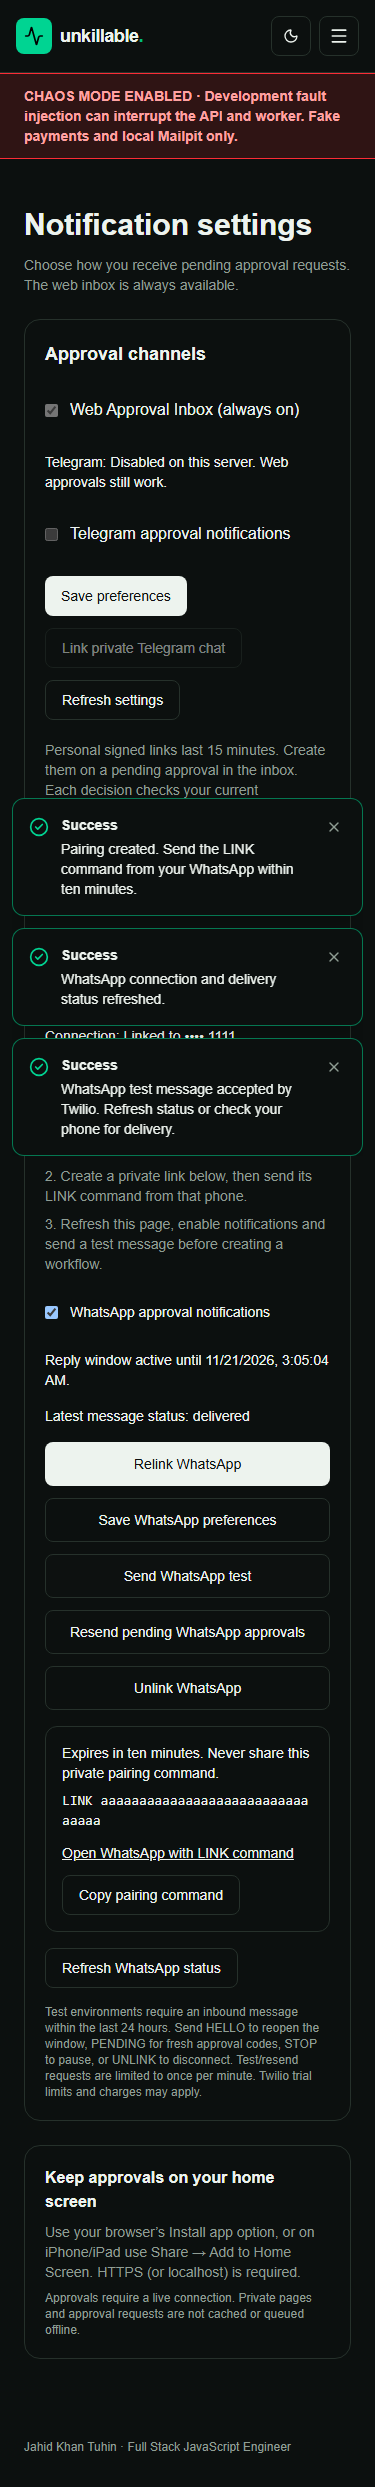 unkillable.
CHAOS MODE ENABLED · Development fault
injection can interrupt the API and worker. Fake
payments and local Mailpit only.
Notification settings
Choose how you receive pending approval requests.
The web inbox is always available.
Approval channels
Web Approval Inbox (always on)
Telegram: Disabled on this server. Web
approvals still work.
Telegram approval notifications
Save preferences
Link private Telegram chat
Refresh settings
Personal signed links last 15 minutes. Create
them on a pending approval in the inbox.
Each decision checks your current
Success
Pairing created. Send the LINK
command from your WhatsApp within
ten minutes.
Success
WhatsApp connection and delivery
status refreshed.
Connection: Linked to •••• 1111
Success
WhatsApp test message accepted by
Twilio. Refresh status or check your
phone for delivery.
2. Create a private link below, then send its
LINK command from that phone.
3. Refresh this page, enable notifications and
send a test message before creating a
workflow.
WhatsApp approval notifications
Reply window active until 11/21/2026, 3:05:04
AM.
Latest message status: delivered
Relink WhatsApp
Save WhatsApp preferences
Send WhatsApp test
Resend pending WhatsApp approvals
Unlink WhatsApp
Expires in ten minutes. Never share this
private pairing command.
LINK aaaaaaaaaaaaaaaaaaaaaaaaaaa
aaaaa
Open WhatsApp with LINK command
Copy pairing command
Refresh WhatsApp status
Test environments require an inbound message
within the last 24 hours. Send HELLO to reopen the
window, PENDING for fresh approval codes, STOP
to pause, or UNLINK to disconnect. Test/resend
requests are limited to once per minute. Twilio trial
limits and charges may apply.
Keep approvals on your home
screen
Use your browser’s Install app option, or on
iPhone/iPad use Share → Add to Home
Screen. HTTPS (or localhost) is required.
Approvals require a live connection. Private pages
and approval requests are not cached or queued
offline.
Jahid Khan Tuhin · Full Stack JavaScript Engineer